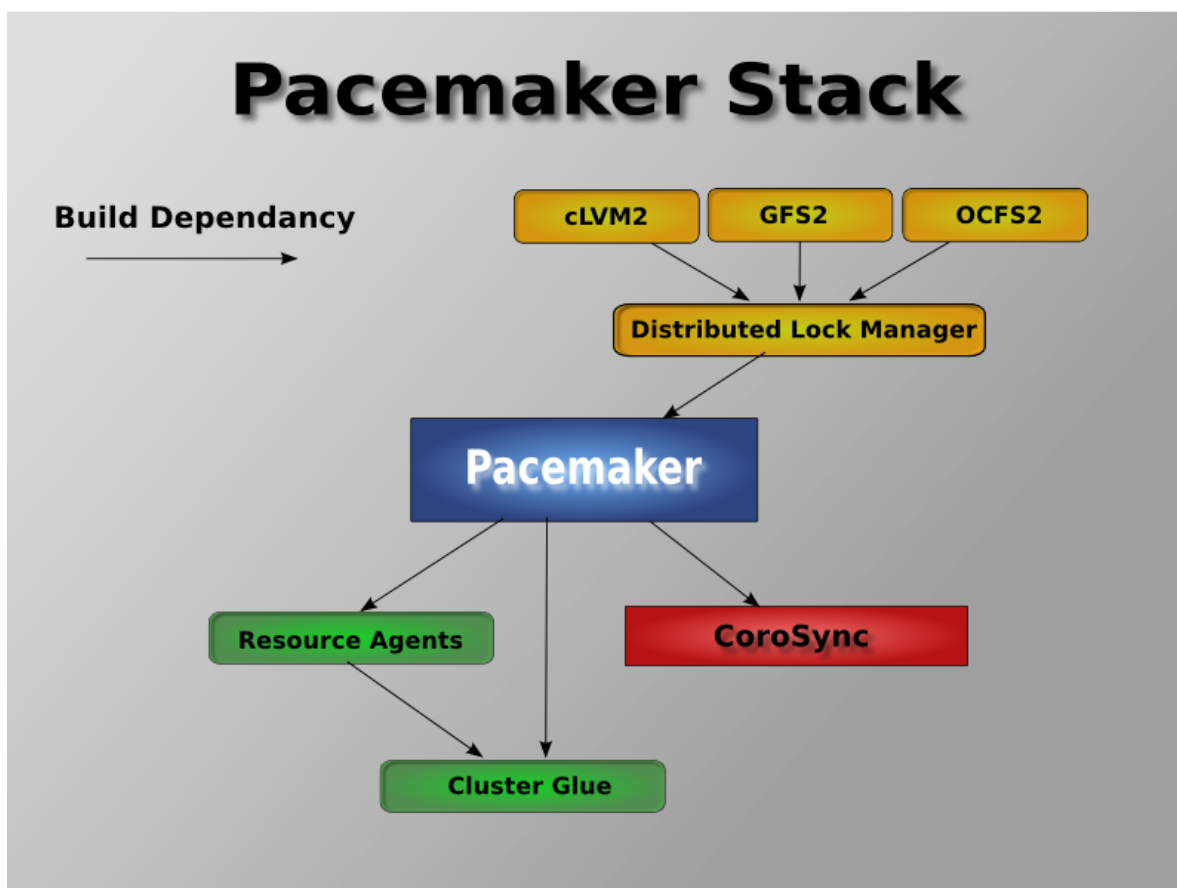 Pacemaker Stack
Build Dependancy
cLVM2
GFS2
OCFS2
Distributed Lock Manager
Pacemaker
Resource Agents
CoroSync
Cluster Glue